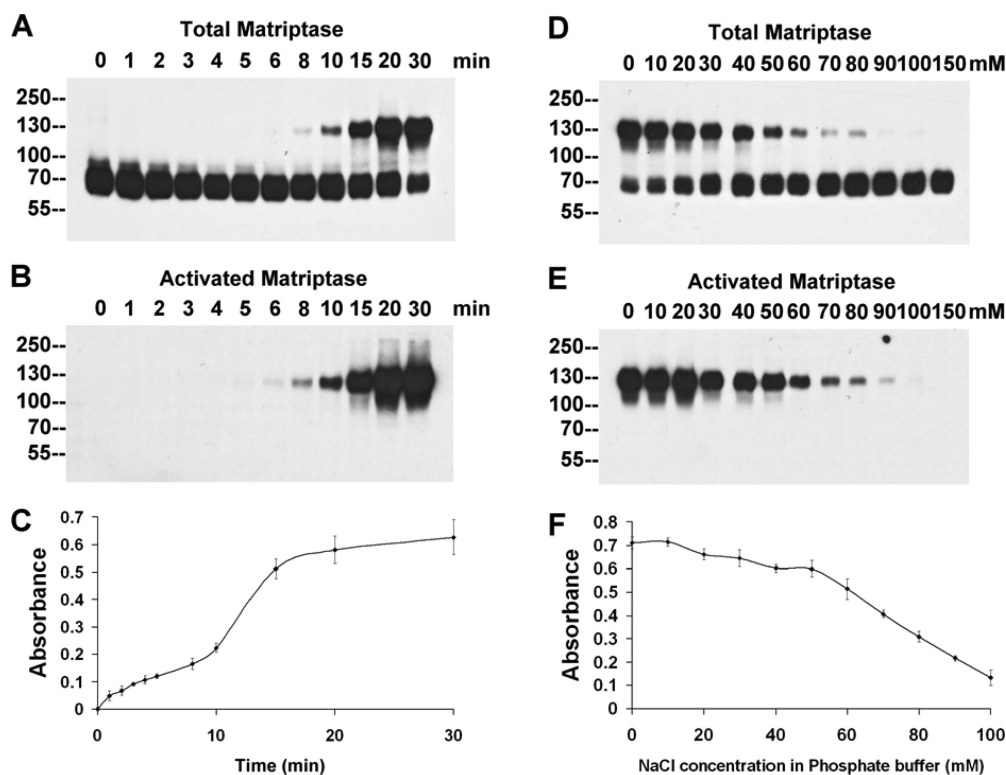 A
Total Matriptase
0 1 2 3 4 5 6 8 10 15 20 30 min
250--
130--
100--
70--
55--
B
Activated Matriptase
0 1 2 3 4 5 6 8 10 15 20 30 min
250--
130--
100--
70--
55--
C
Absorbance
0.7
0.6
0.5
0.4
0.3
0.2
0.1
0
0 10 20 30
Time (min)
D
Total Matriptase
0 10 20 30 40 50 60 70 80 90 100 150 mM
250--
130--
100--
70--
55--
E
Activated Matriptase
0 10 20 30 40 50 60 70 80 90 100 150 mM
250--
130--
100--
70--
55--
F
Absorbance
0.8
0.7
0.6
0.5
0.4
0.3
0.2
0.1
0
0 20 40 60 80 100
NaCl concentration in Phosphate buffer (mM)